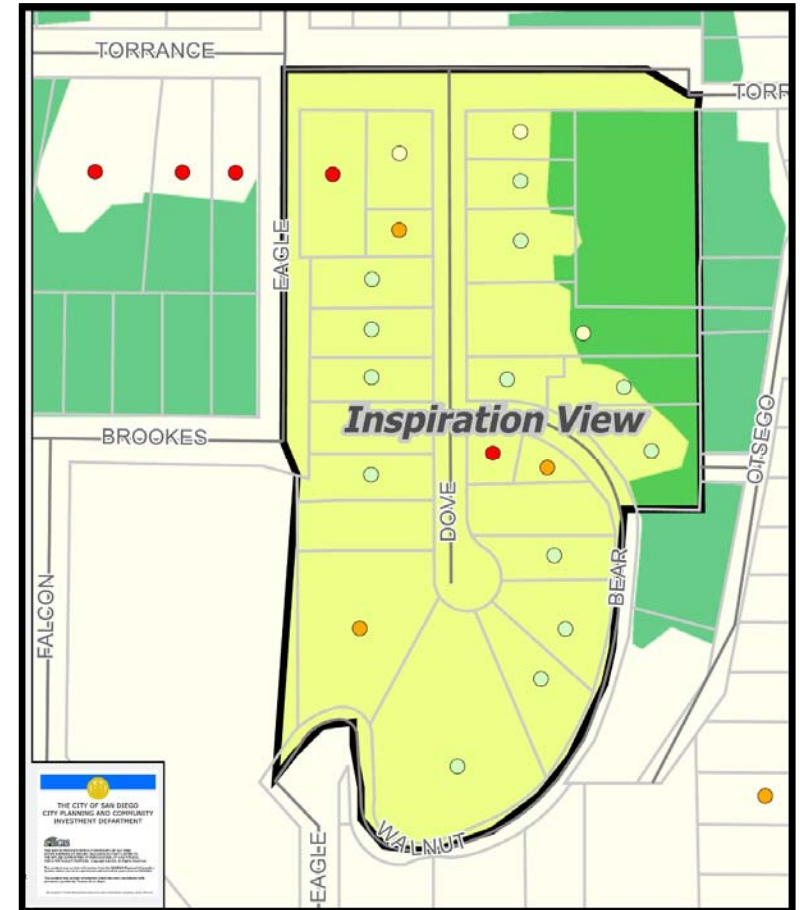 TORRANCE
TORR
EAGLE
Inspiration View
BROOKES
OTSEGO
DOVE
BEAR
FALCON
WALNUT
EAGLE
THE CITY OF SAN DIEGO
CITY PLANNING AND COMMUNITY
INVESTMENT DEPARTMENT